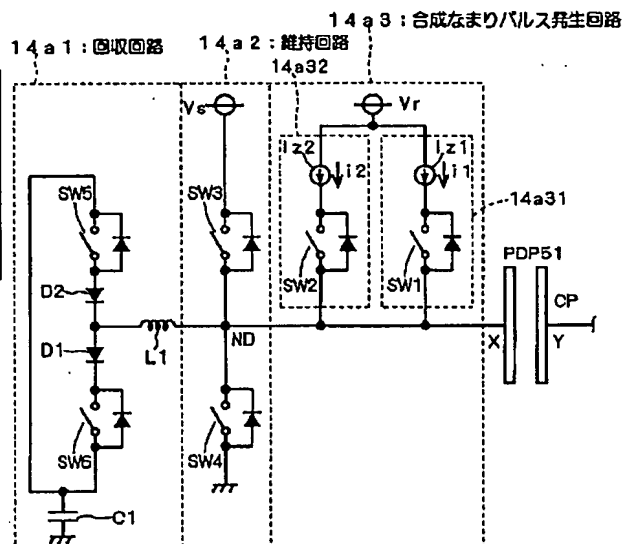 14a3:合成なまりパルス発生回路
14a1:回収回路
14a2:維持回路
14a32
Vs
Vr
Iz2
i2
Iz1
i1
14a31
SW5
SW3
SW2
SW1
PDP51
D2
CP
D1
L1
ND
X
Y
SW6
SW4
C1